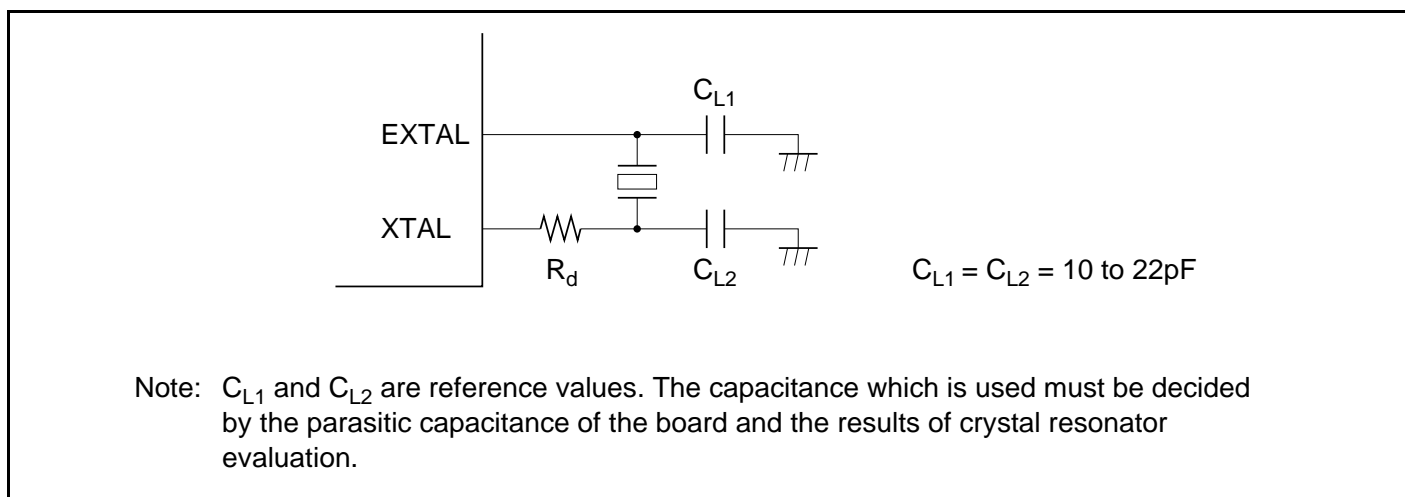 C_L1
EXTAL
XTAL
R_d
C_L2
C_L1 = C_L2 = 10 to 22pF
Note: C_L1 and C_L2 are reference values. The capacitance which is used must be decided
by the parasitic capacitance of the board and the results of crystal resonator
evaluation.